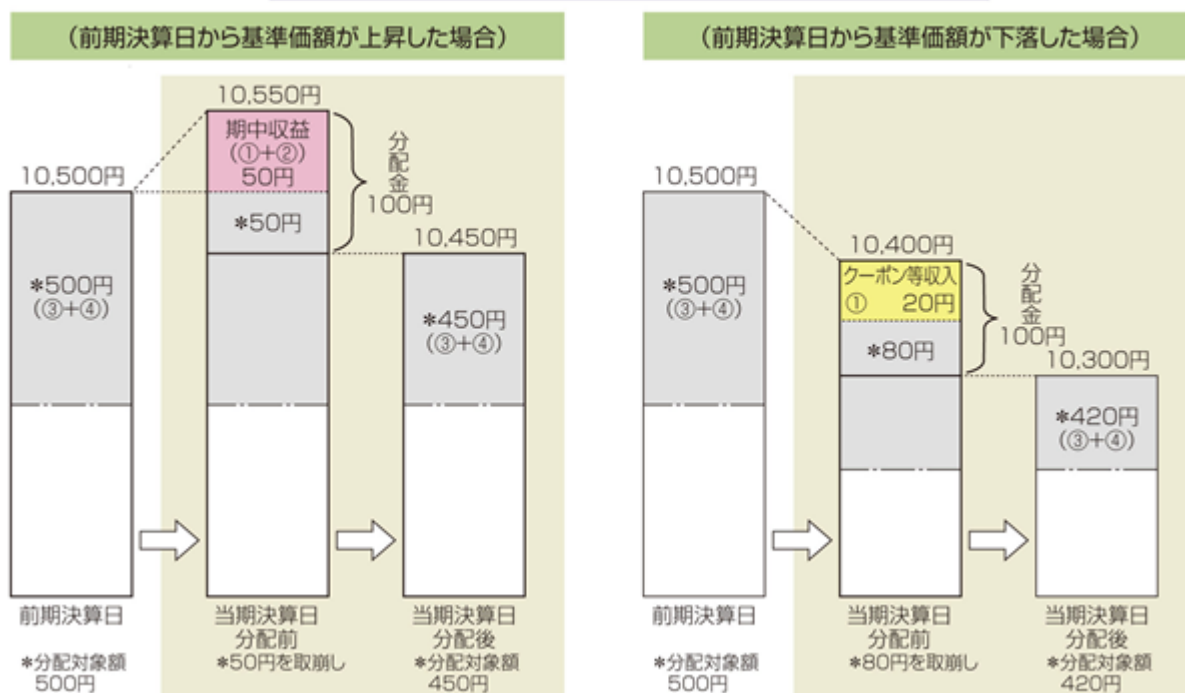 (前期決算日から基準価額が上昇した場合)
10,500円
*500円
(③+④)
前期決算日
*分配対象額
500円
10,550円
期中収益
(①+②)
50円
*50円
分配金
100円
当期決算日
分配前
*50円を取崩し
10,450円
*450円
(③+④)
当期決算日
分配後
*分配対象額
450円
(前期決算日から基準価額が下落した場合)
10,500円
*500円
(③+④)
前期決算日
*分配対象額
500円
10,400円
クーポン等収入
① 20円
*80円
分配金
100円
当期決算日
分配前
*80円を取崩し
10,300円
*420円
(③+④)
当期決算日
分配後
*分配対象額
420円